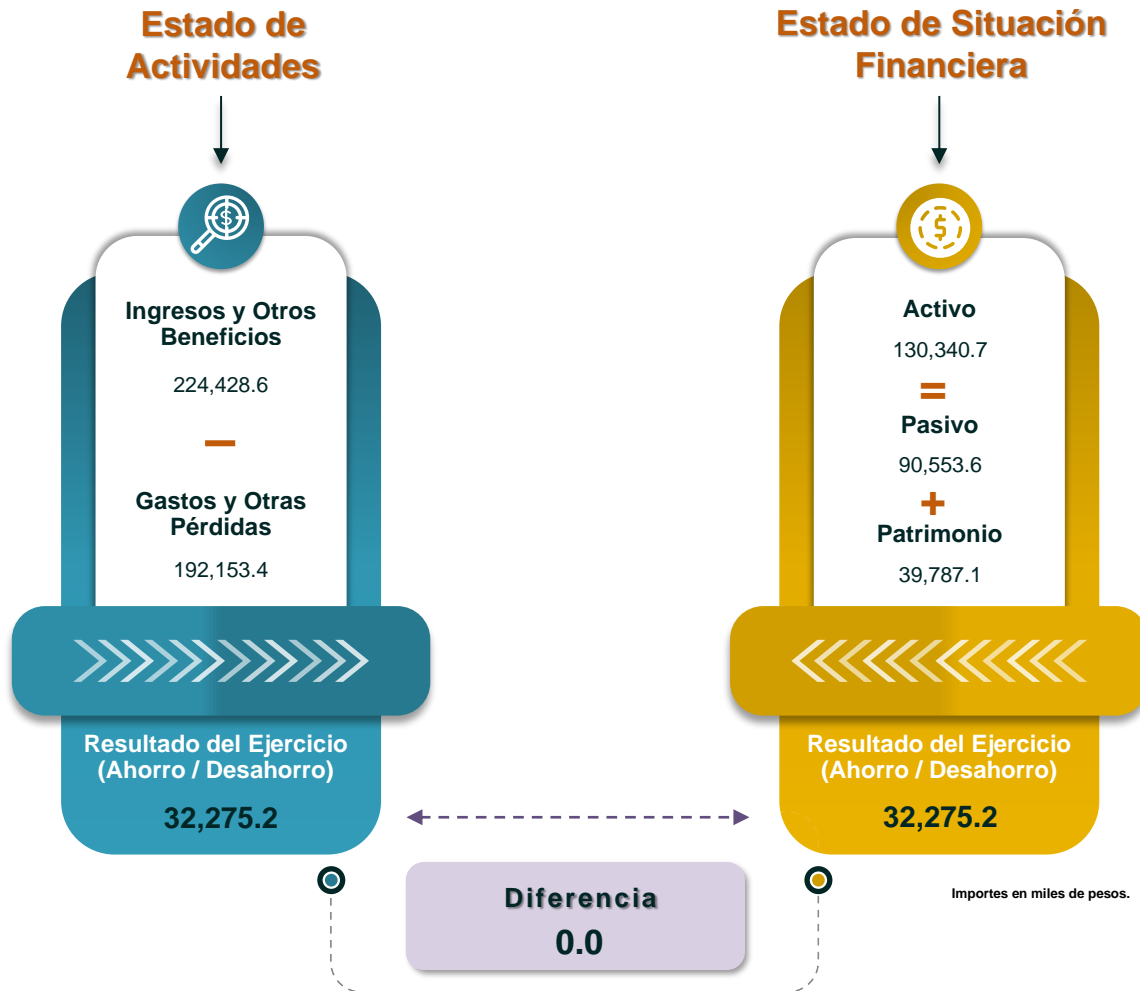 Estado de
Actividades
Ingresos y Otros
Beneficios
224,428.6
−
Gastos y Otras
Pérdidas
192,153.4
Resultado del Ejercicio
(Ahorro / Desahorro)
32,275.2
Estado de Situación
Financiera
$
Activo
130,340.7
=
Pasivo
90,553.6
+
Patrimonio
39,787.1
Resultado del Ejercicio
(Ahorro / Desahorro)
32,275.2
Diferencia
0.0
Importes en miles de pesos.